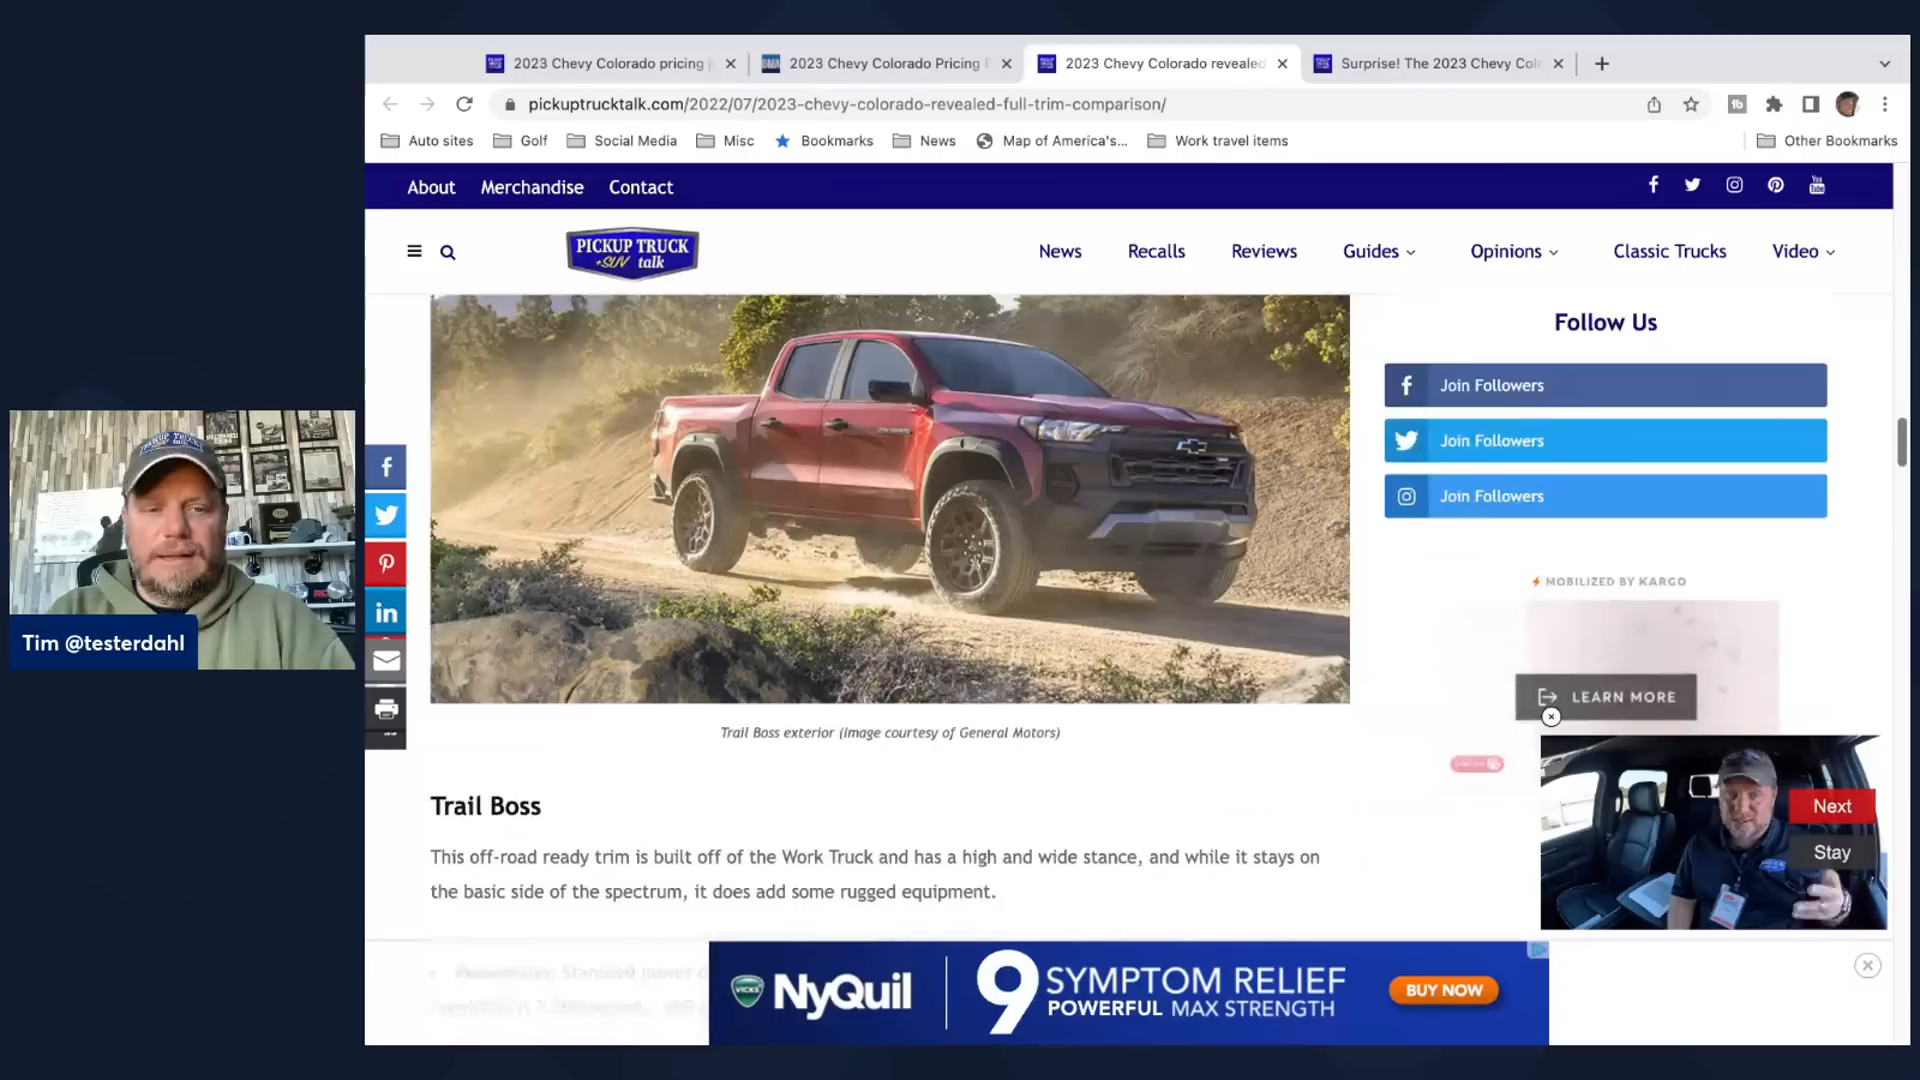 2023 Chevy Colorado pricing
2023 Chevy Colorado Pricing
2023 Chevy Colorado revealed
Surprise! The 2023 Chevy Col
pickuptrucktalk.com/2022/07/2023-chevy-colorado-revealed-full-trim-comparison/
Auto sites
Golf
Social Media
Misc
Bookmarks
News
Map of America's...
Work travel items
Other Bookmarks
About
Merchandise
Contact
You
Tube
PICKUP TRUCK
+SUV talk
News
Recalls
Reviews
Guides
Opinions
Classic Trucks
Video
Follow Us
Join Followers
Join Followers
Join Followers
MOBILIZED BY KARGO
LEARN MORE
Tim @testerdahl
Trail Boss exterior (Image courtesy of General Motors)
Trail Boss
This off-road ready trim is built off of the Work Truck and has a high and wide stance, and while it stays on
the basic side of the spectrum, it does add some rugged equipment.
Next
Stay
VICKS NyQuil
9 SYMPTOM RELIEF
POWERFUL MAX STRENGTH
BUY NOW